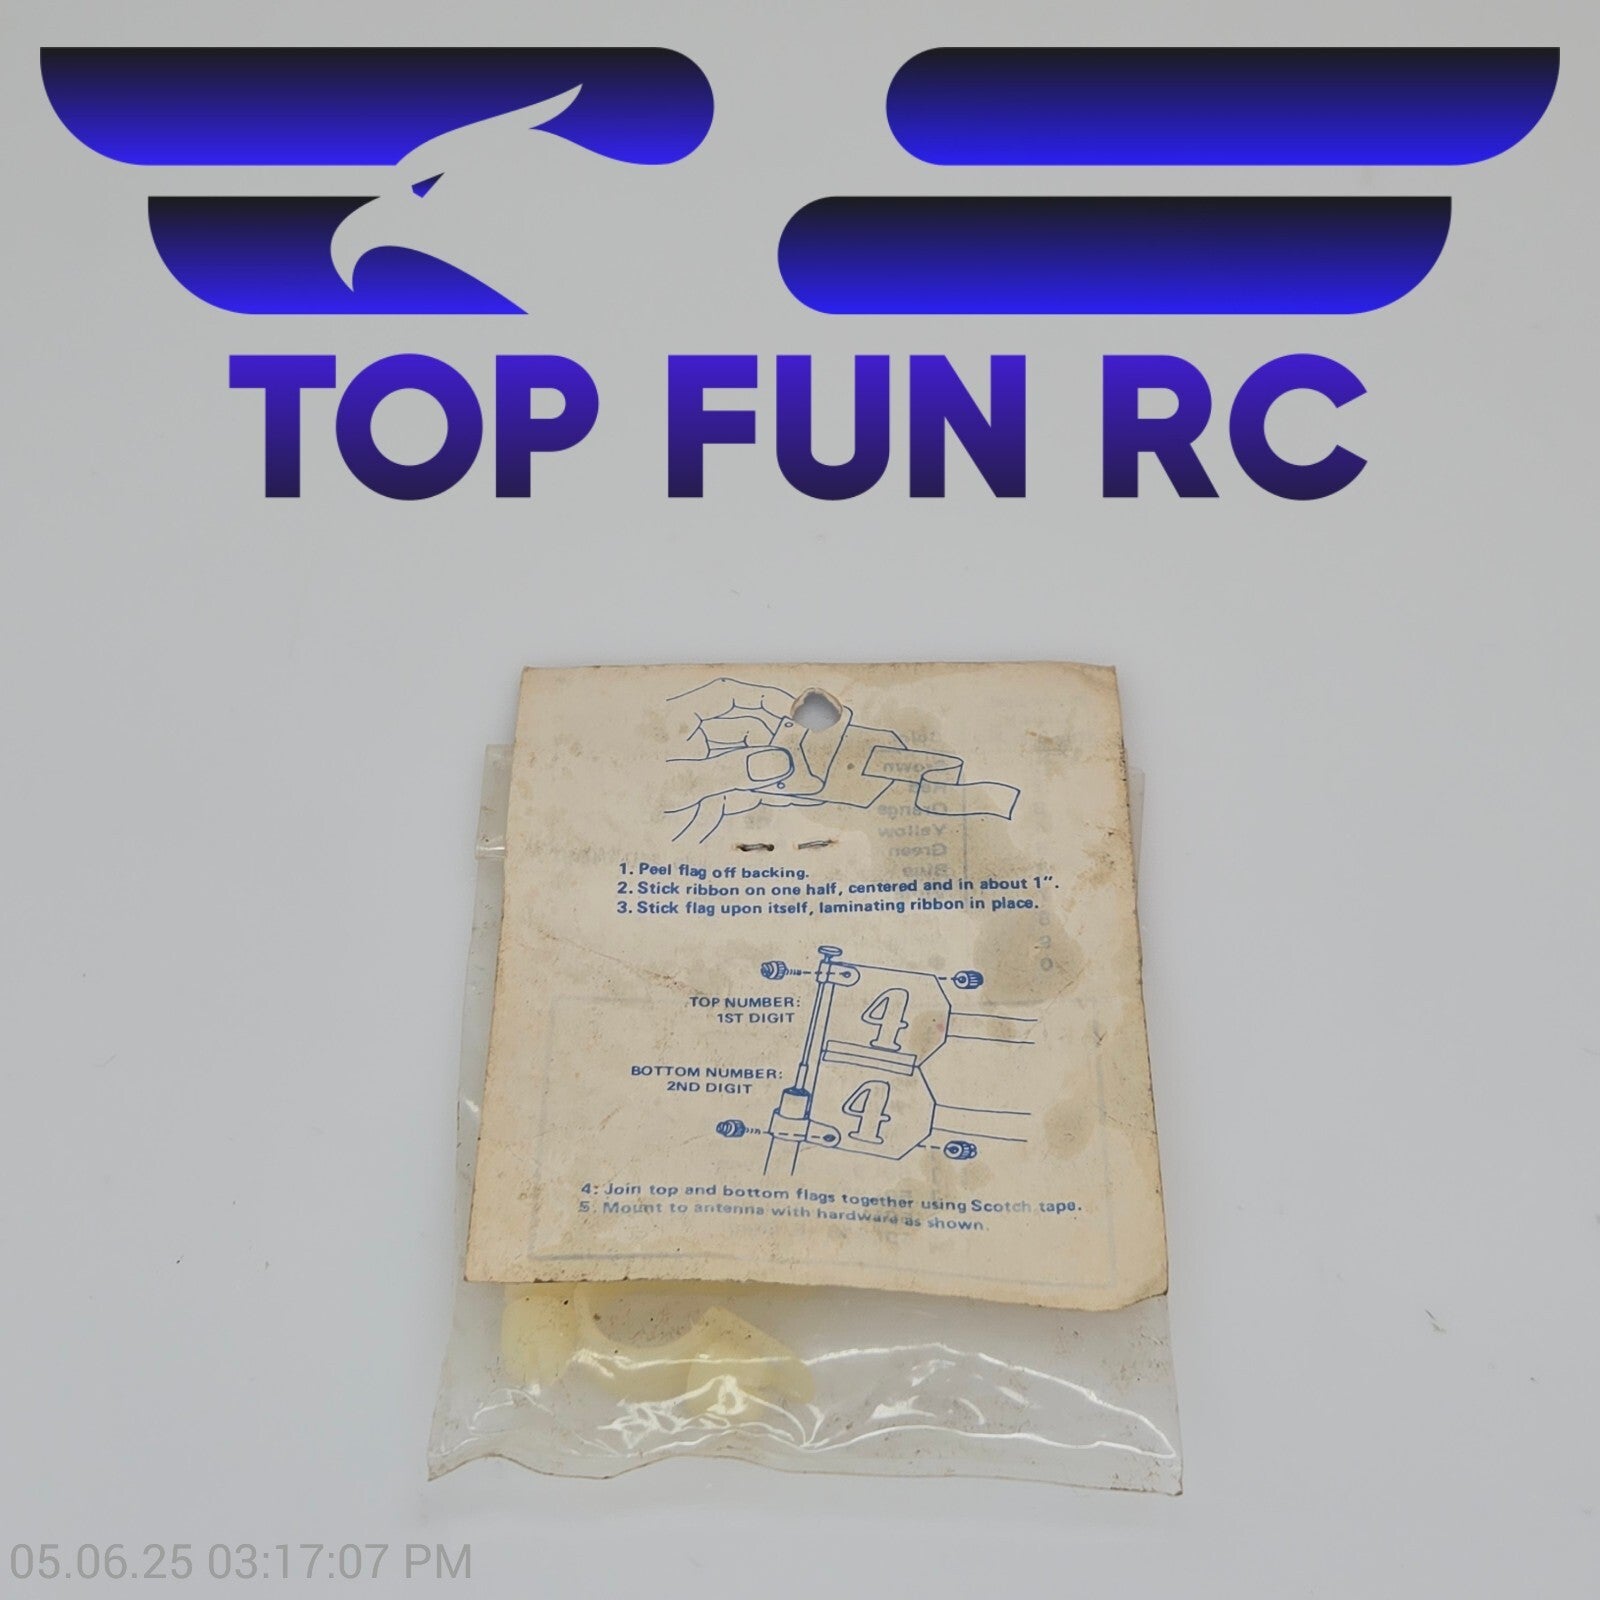 TOP FUN RC
1. Peel flag off backing.
2. Stick ribbon on one half, centered and in about 1".
3. Stick flag upon itself, laminating ribbon in place.
TOP NUMBER:
1ST DIGIT
4
BOTTOM NUMBER:
2ND DIGIT
4
4. Join top and bottom flags together using Scotch tape.
5. Mount to antenna with hardware as shown.
05.06.25 03:17:07 PM